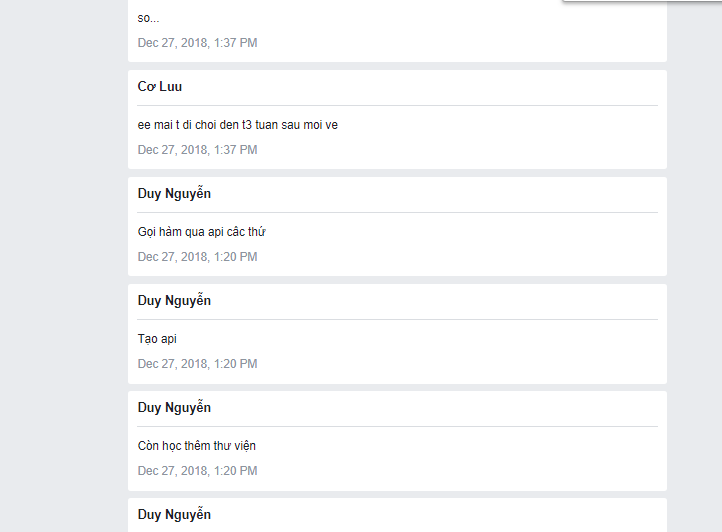 so...
Dec 27, 2018, 1:37 PM
Cơ Luu
ee mai t di choi den t3 tuan sau moi ve
Dec 27, 2018, 1:37 PM
Duy Nguyễn
Gọi hàm qua api các thứ
Dec 27, 2018, 1:20 PM
Duy Nguyễn
Tạo api
Dec 27, 2018, 1:20 PM
Duy Nguyễn
Còn học thêm thư viện
Dec 27, 2018, 1:20 PM
Duy Nguyễn